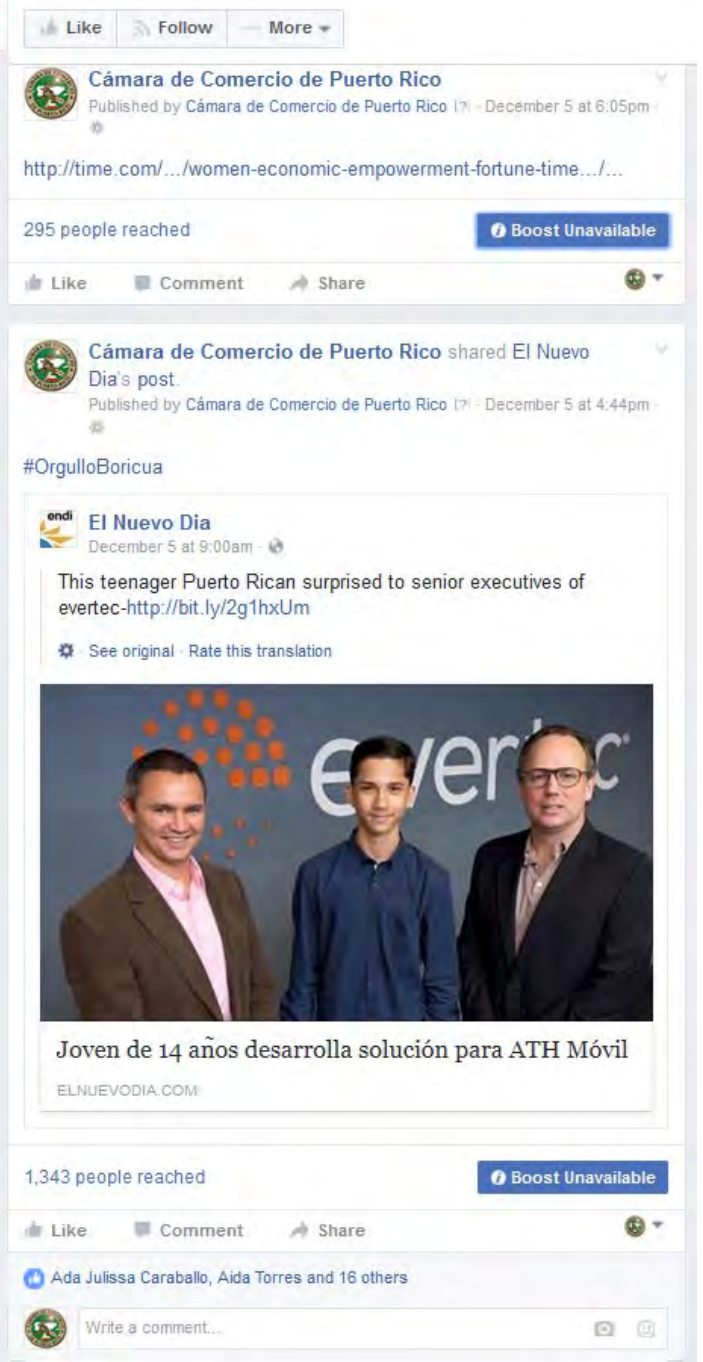 Like Follow More
Cámara de Comercio de Puerto Rico
Published by Cámara de Comercio de Puerto Rico [?] · December 5 at 6:05pm ·
http://time.com/.../women-economic-empowerment-fortune-time.../...
295 people reached
Boost Unavailable
Like Comment Share
Cámara de Comercio de Puerto Rico shared El Nuevo
Dia's post.
Published by Cámara de Comercio de Puerto Rico [?] · December 5 at 4:44pm ·
#OrgulloBoricua
endi
El Nuevo Dia
December 5 at 9:00am ·
This teenager Puerto Rican surprised to senior executives of
evertec-http://bit.ly/2g1hxUm
· See original · Rate this translation
evertec
Joven de 14 años desarrolla solución para ATH Móvil
ELNUEVODIA.COM
1,343 people reached
Boost Unavailable
Like Comment Share
Ada Julissa Caraballo, Aida Torres and 16 others
Write a comment...